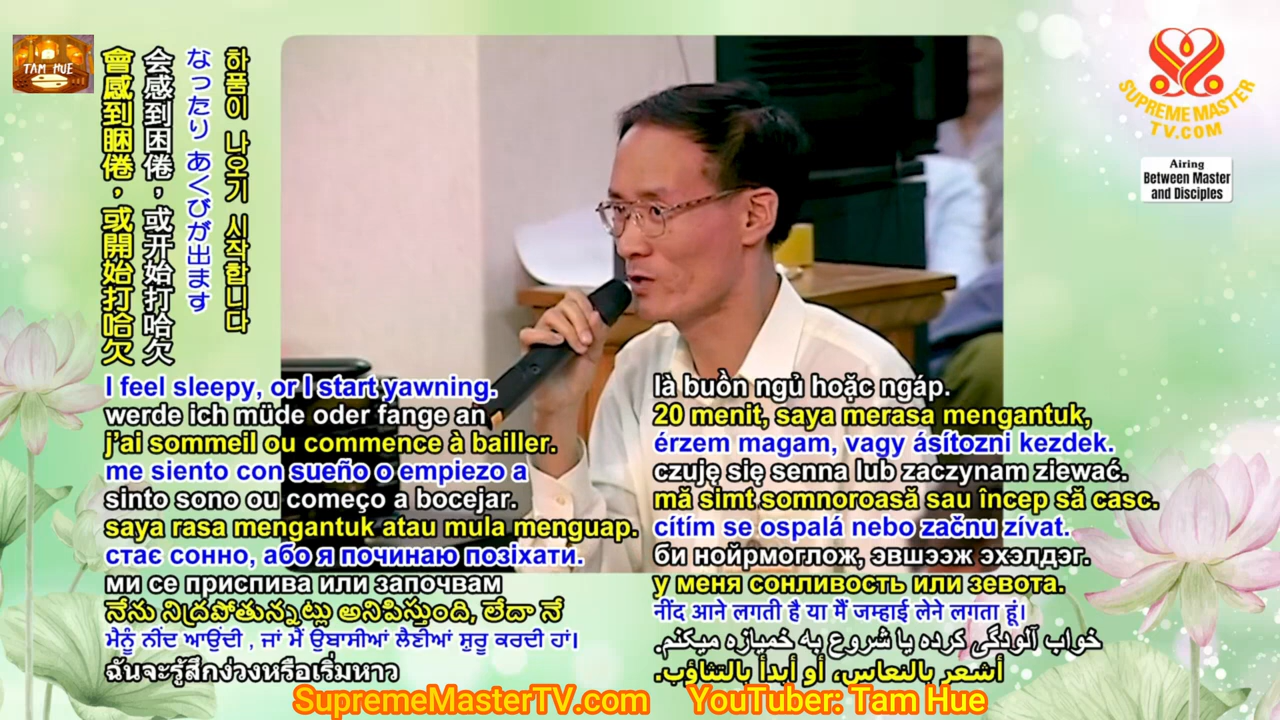 TAM HUE
會感到睏倦，或開始打哈欠
会感到困倦，或开始打哈欠
なったり あくびが出ます
하품이 나오기 시작합니다
SUPREME MASTER
TV.COM
Airing
Between Master
and Disciples
I feel sleepy, or I start yawning.
werde ich müde oder fange an
j’ai sommeil ou commence à bailler.
me siento con sueño o empiezo a
sinto sono ou começo a bocejar.
saya rasa mengantuk atau mula menguap.
стає сонно, або я починаю позіхати.
ми се приспива или започвам
నేను నిద్రపోతున్నట్లు అనిపిస్తుంది, లేదా నే
ਮੈਨੂੰ ਨੀਂਦ ਆਉਂਦੀ , ਜਾਂ ਮੈਂ ਉਬਾਸੀਆਂ ਲੈਣੀਆਂ ਸ਼ੁਰੂ ਕਰਦੀ ਹਾਂ।
ฉันจะรู้สึกง่วงหรือเริ่มหาว
là buồn ngủ hoặc ngáp.
20 menit, saya merasa mengantuk,
érzem magam, vagy ásítozni kezdek.
czuję się senna lub zaczynam ziewać.
mă simt somnoroasă sau încep să casc.
cítím se ospalá nebo začnu zívat.
би нойрмоглож, эвшээж эхэлдэг.
у меня сонливость или зевота.
नींद आने लगती है या मैं जम्हाई लेने लगता हूं।
خواب آلودگی کرده یا شروع به خمیازه میکنم.
أشعر بالنعاس، أو أبدأ بالتثاؤب.
SupremeMasterTV.com YouTuber: Tam Hue